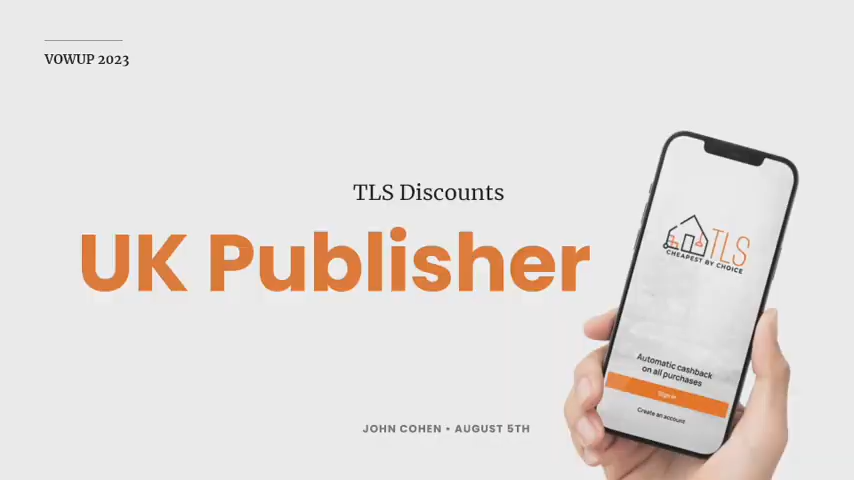 VOWUP 2023
TLS Discounts
UK Publisher
TLS
CHEAPEST BY CHOICE
Automatic cashback
on all purchases
Sign in
Create an account
JOHN COHEN • AUGUST 5TH